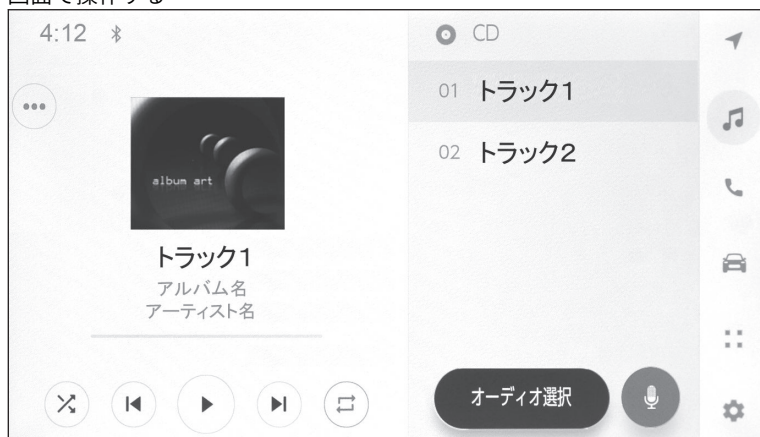 画面で操作する
4:12
CD
01 トラック1
02 トラック2
album art
トラック1
アルバム名
アーティスト名
オーディオ選択